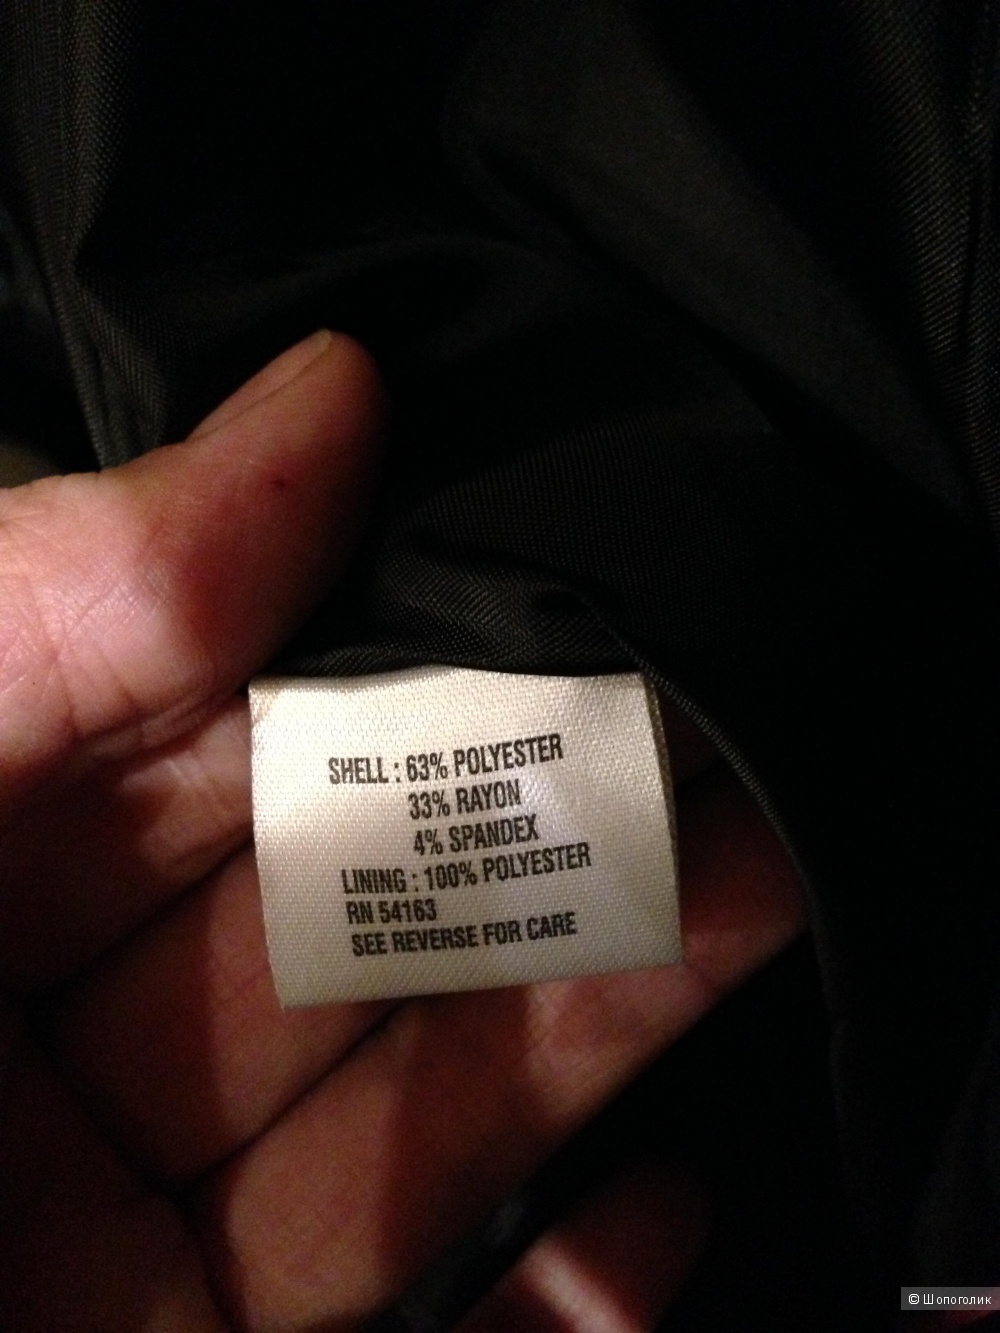 SHELL : 63% POLYESTER
33% RAYON
4% SPANDEX
LINING : 100% POLYESTER
RN 54163
SEE REVERSE FOR CARE
© Шопоголик